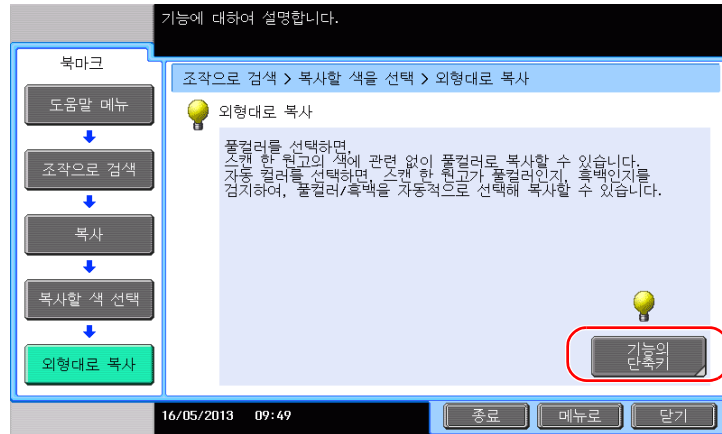 기능에 대하여 설명합니다.
북마크
도움말 메뉴
조작으로 검색
복사
복사할 색 선택
외형대로 복사
조작으로 검색 > 복사할 색을 선택 > 외형대로 복사
외형대로 복사
풀컬러를 선택하면,
스캔 한 원고의 색에 관련 없이 풀컬러로 복사할 수 있습니다.
자동 컬러를 선택하면, 스캔 한 원고가 풀컬러인지, 흑백인지를
검지하여, 풀컬러/흑백을 자동적으로 선택해 복사할 수 있습니다.
기능의
단축키
16/05/2013 09:49
종료
메뉴로
닫기